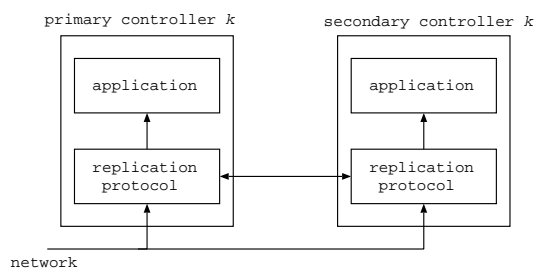 primary controller k
secondary controller k
application
application
replication
protocol
replication
protocol
network